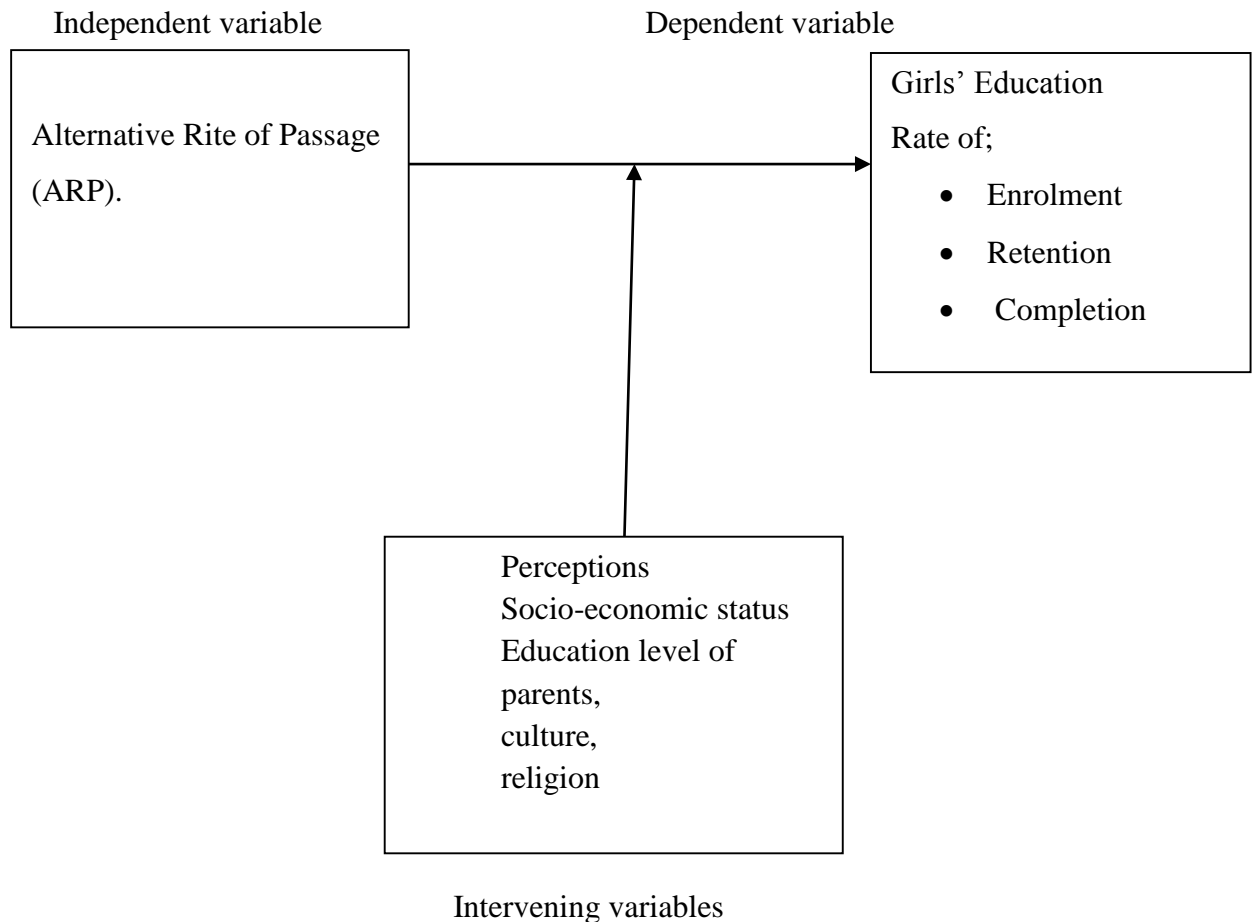 Independent variable
Dependent variable
Alternative Rite of Passage
(ARP).
Girls’ Education
Rate of;
• Enrolment
• Retention
• Completion
Perceptions
Socio-economic status
Education level of
parents,
culture,
religion
Intervening variables